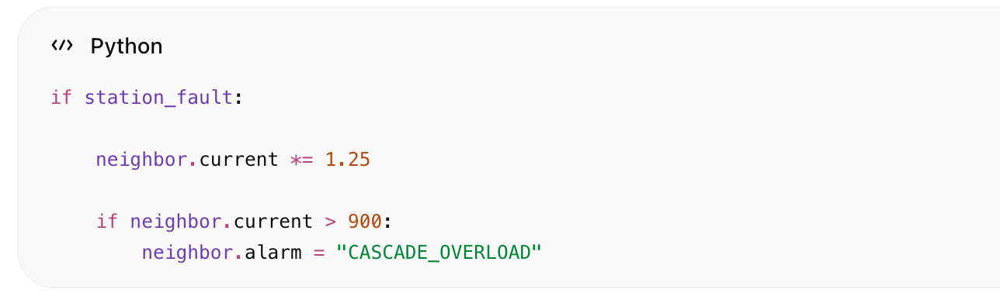 Python
if station_fault:
    neighbor.current *= 1.25
    if neighbor.current > 900:
        neighbor.alarm = "CASCADE_OVERLOAD"